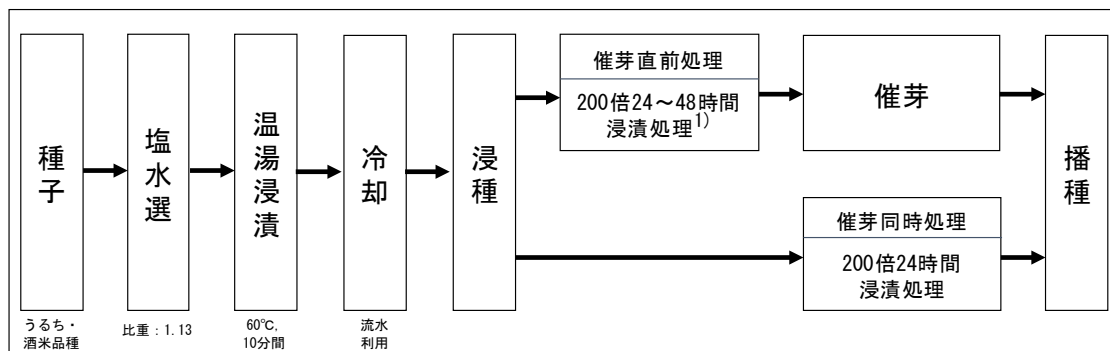 種子
うるち・
酒米品種
塩水選
比重：1.13
温湯浸漬
60℃,
10分間
冷却
流水
利用
浸種
催芽直前処理
200倍24～48時間
浸漬処理1)
催芽
催芽同時処理
200倍24時間
浸漬処理
播種